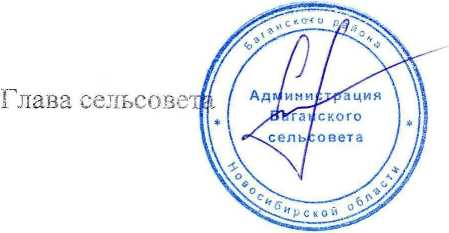 Глава сельсовета
Баганского района
Администрация
Баганского
сельсовета
* Новосибирской области *